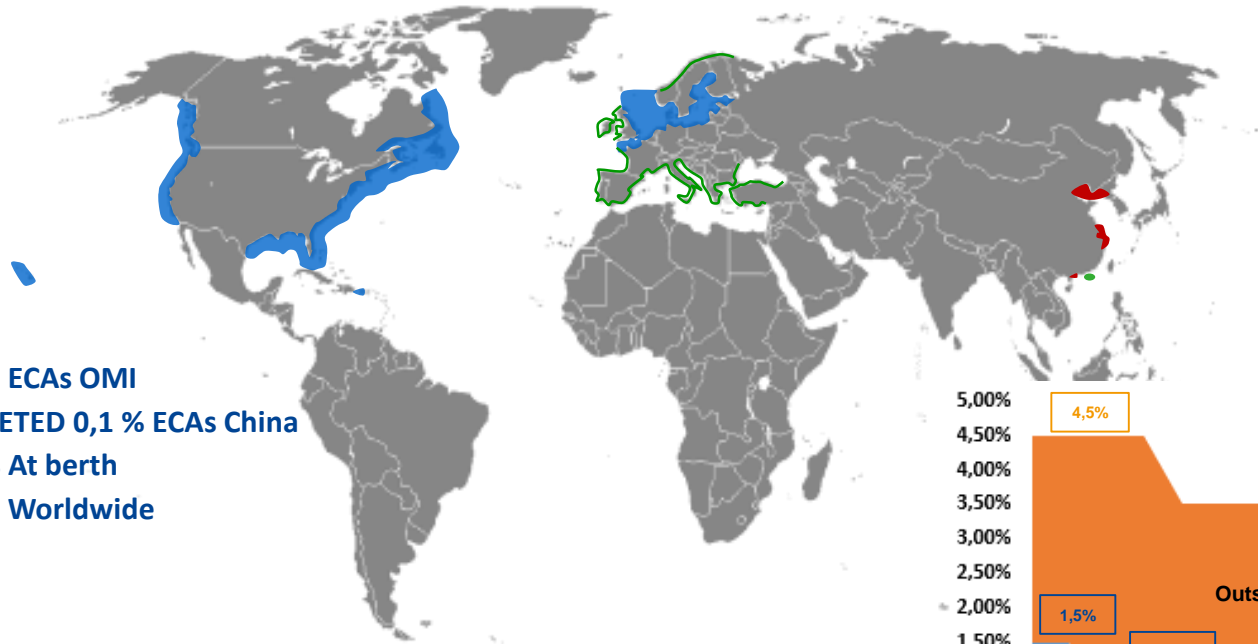 ECAs OMI
ETED 0,1 % ECAs China
At berth
Worldwide
5,00%
4,5%
4,50%
4,00%
3,50%
3,00%
2,50%
Outs
2,00%
1,5%
1,50%